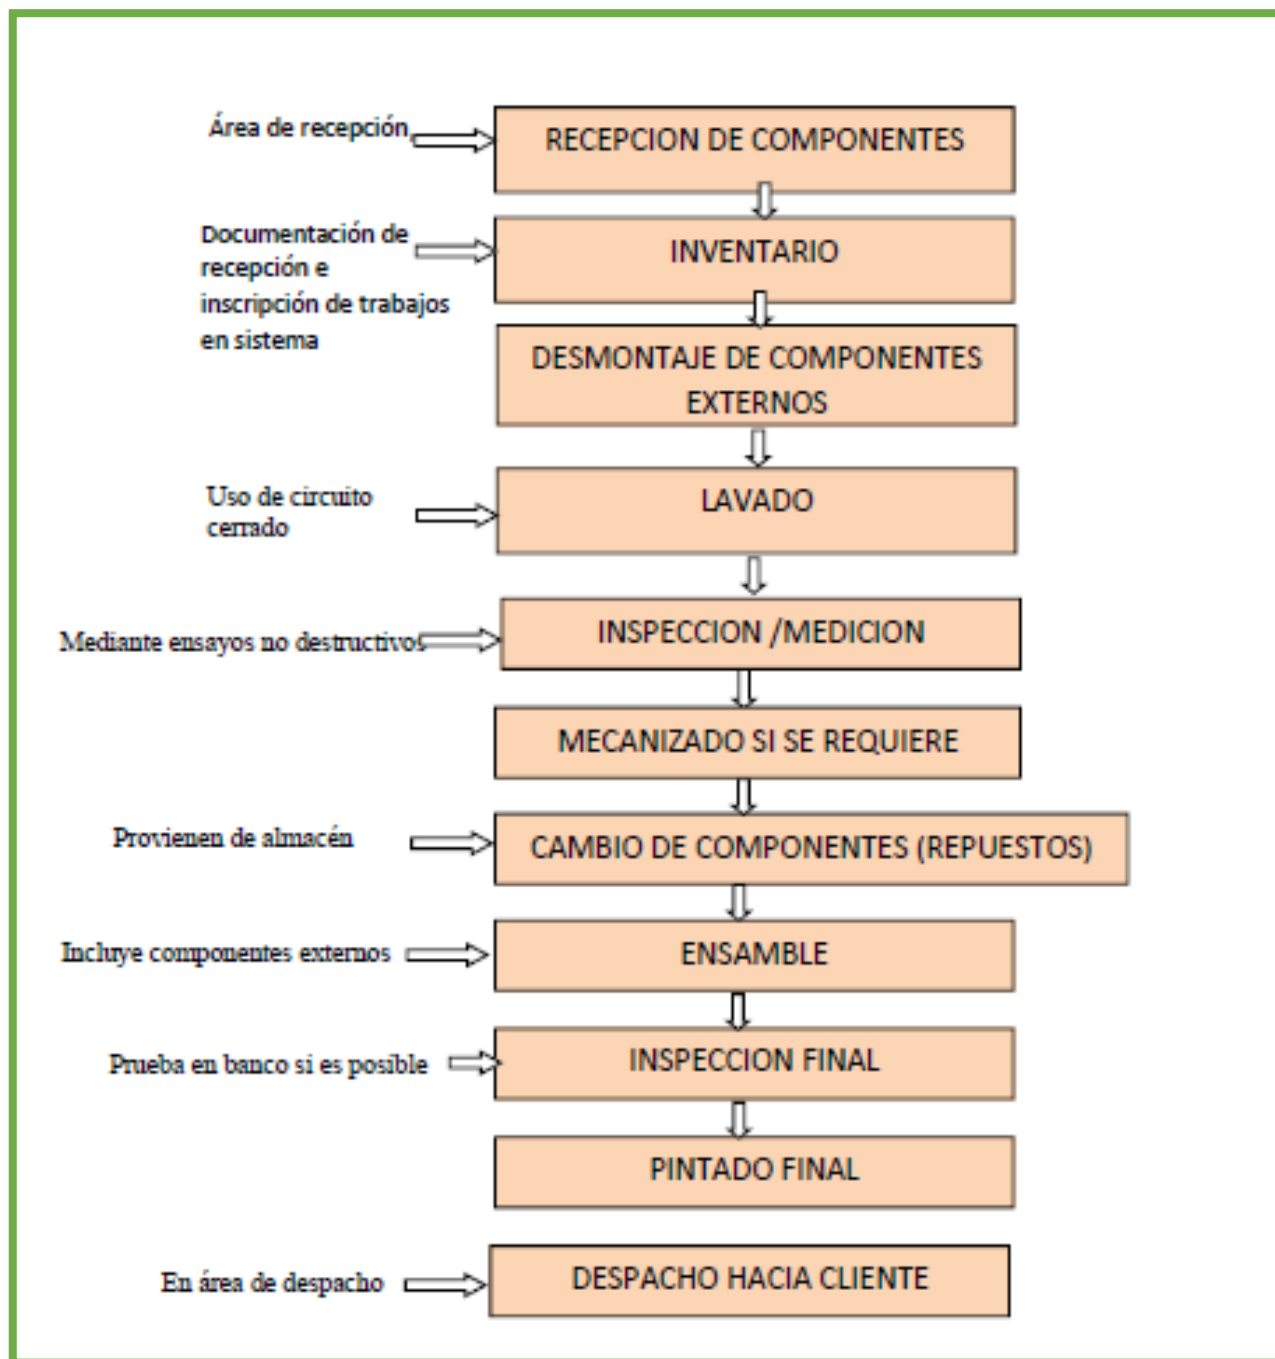 Área de recepción
RECEPCION DE COMPONENTES
Documentación de
recepción e
inscripción de trabajos
en sistema
INVENTARIO
DESMONTAJE DE COMPONENTES
EXTERNOS
Uso de circuito
cerrado
LAVADO
Mediante ensayos no destructivos
INSPECCION /MEDICION
MECANIZADO SI SE REQUIERE
Provienen de almacén
CAMBIO DE COMPONENTES (REPUESTOS)
Incluye componentes externos
ENSAMBLE
Prueba en banco si es posible
INSPECCION FINAL
PINTADO FINAL
En área de despacho
DESPACHO HACIA CLIENTE